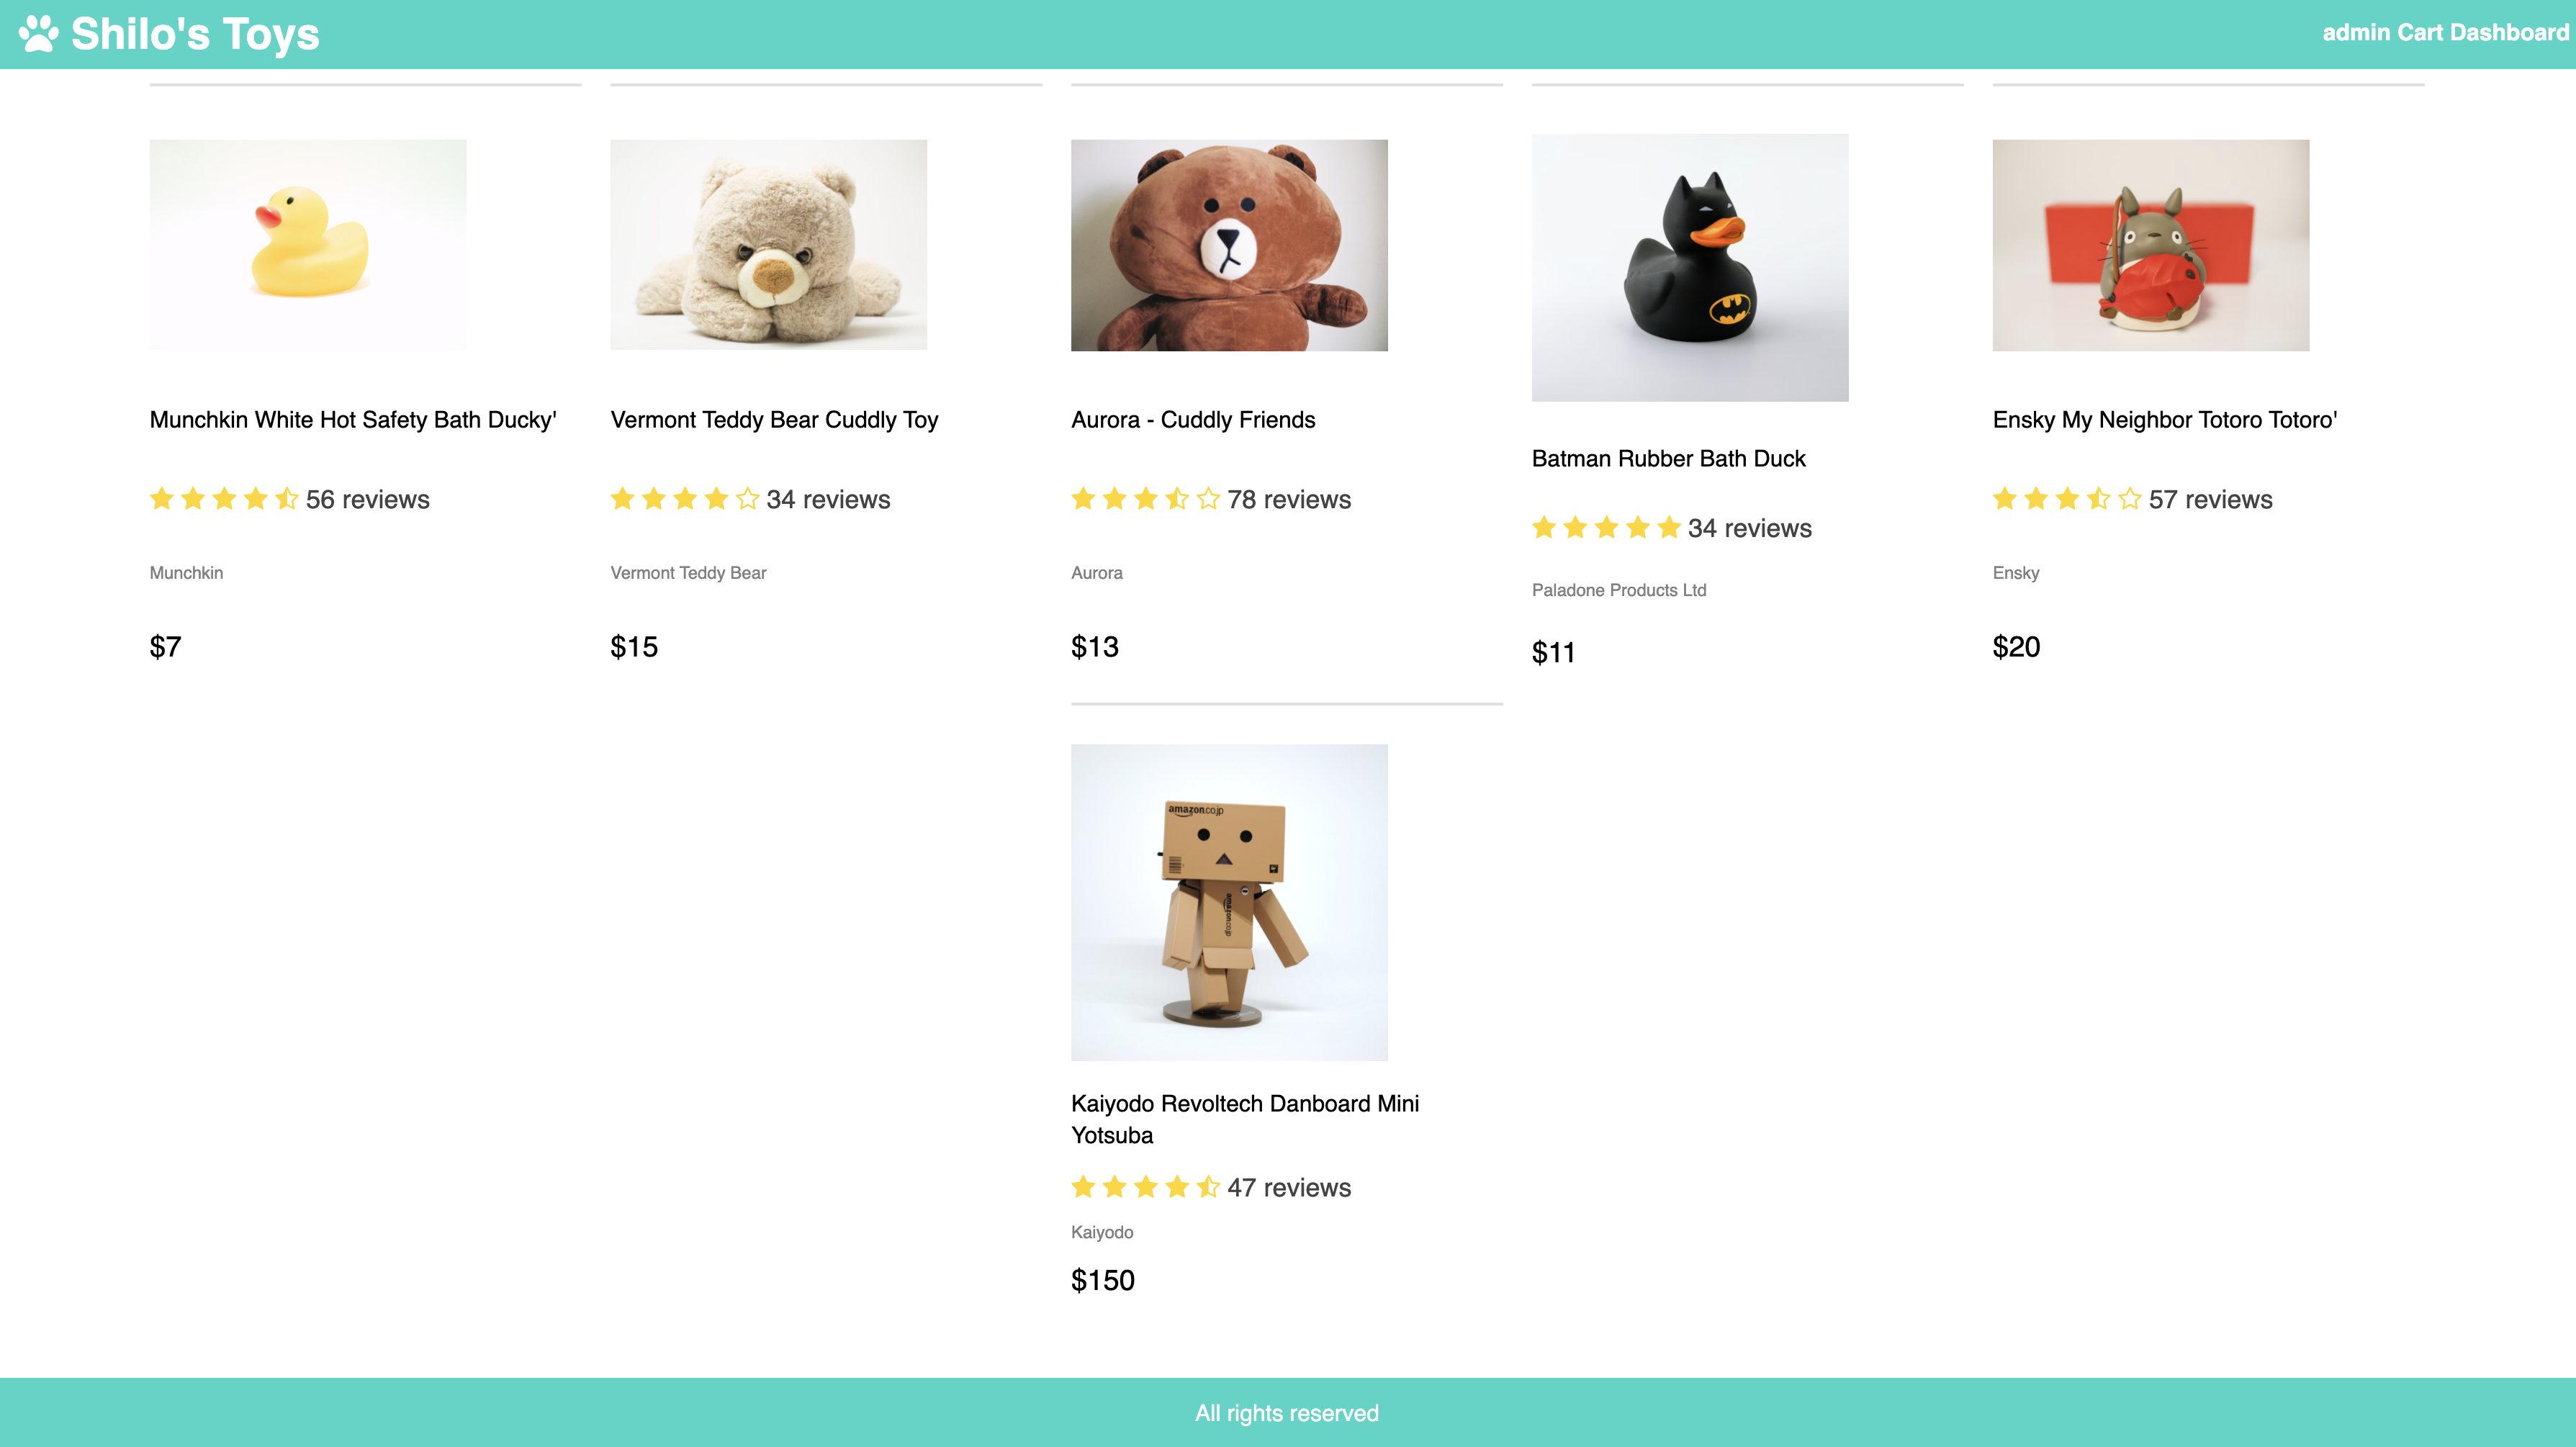 Shilo's Toys
admin Cart Dashboard
Munchkin White Hot Safety Bath Ducky'
56 reviews
Munchkin
$7
Vermont Teddy Bear Cuddly Toy
34 reviews
Vermont Teddy Bear
$15
Aurora - Cuddly Friends
78 reviews
Aurora
$13
Batman Rubber Bath Duck
34 reviews
Paladone Products Ltd
$11
Ensky My Neighbor Totoro Totoro'
57 reviews
Ensky
$20
amazon.co.jp
amazon.co.jp
Kaiyodo Revoltech Danboard Mini
Yotsuba
47 reviews
Kaiyodo
$150
All rights reserved